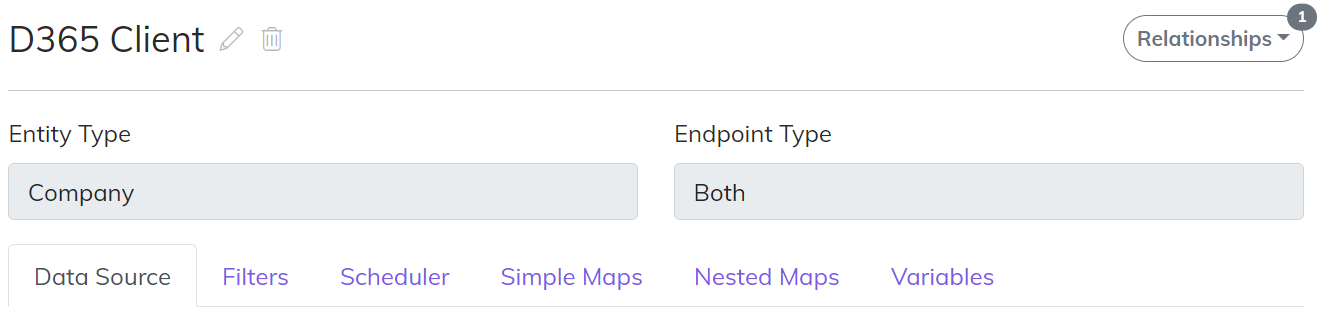 D365 Client
1
Relationships
Entity Type
Endpoint Type
Company
Both
Data Source
Filters
Scheduler
Simple Maps
Nested Maps
Variables